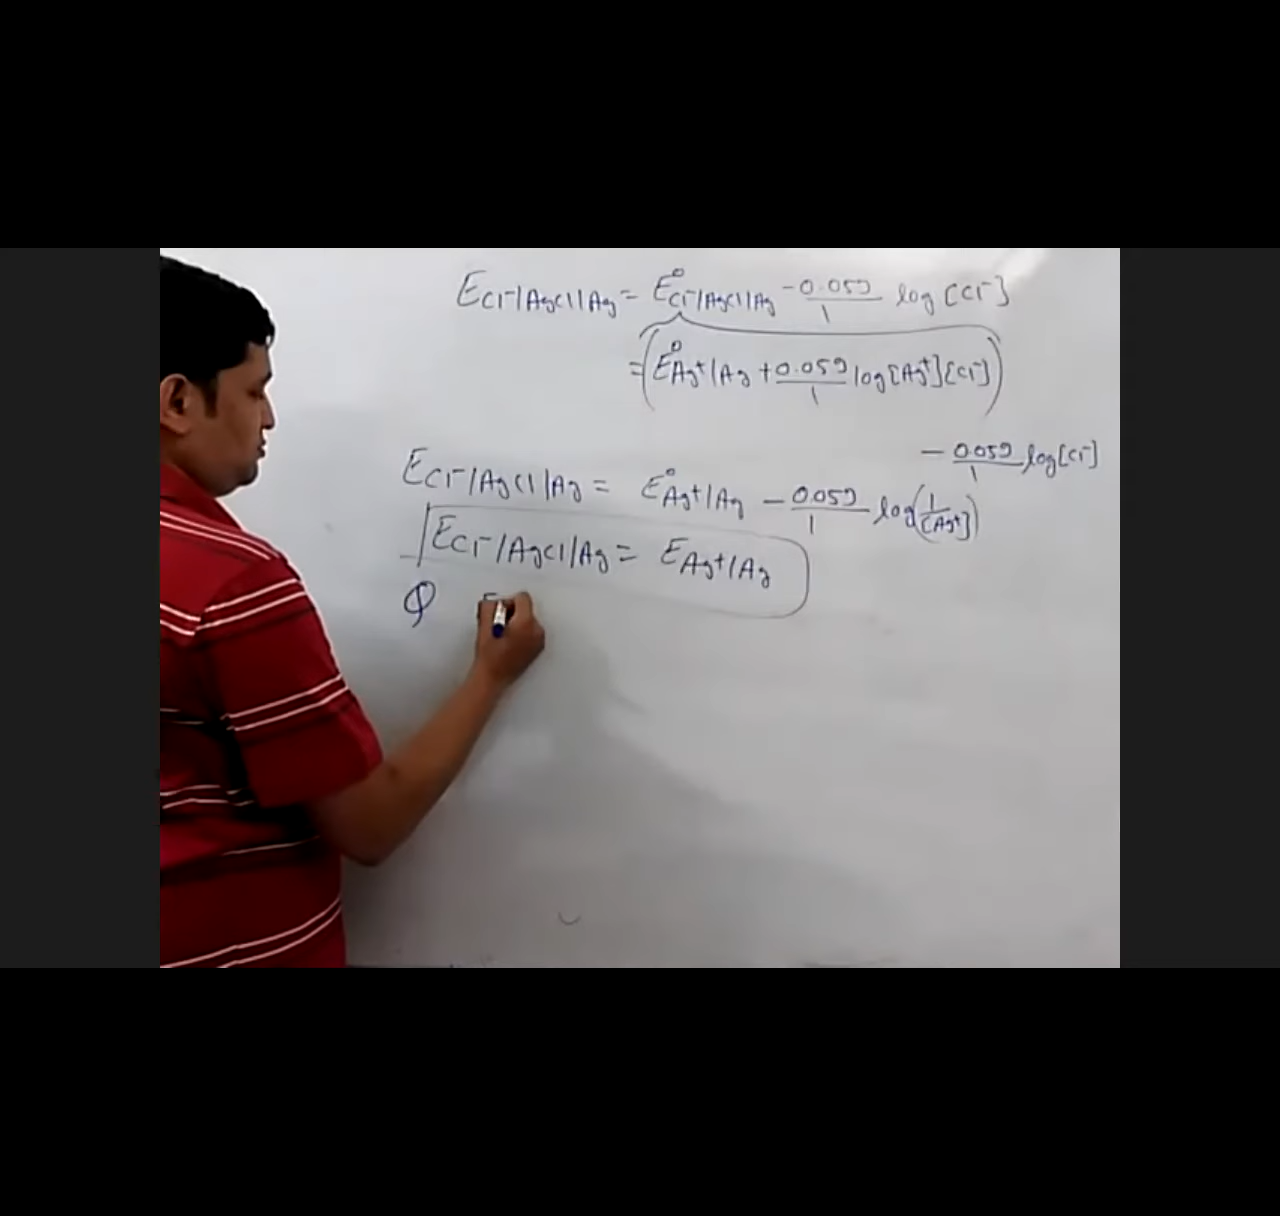 E Cl⁻/AgCl/Ag = E° Cl⁻/AgCl/Ag - 0.059/1 log [Cl⁻]
= (E° Ag⁺/Ag + 0.059/1 log [Ag⁺][Cl⁻])
- 0.059/1 log [Cl⁻]
E Cl⁻/AgCl/Ag = E° Ag⁺/Ag - 0.059/1 log (1/[Ag⁺])
E Cl⁻/AgCl/Ag = E Ag⁺/Ag
Q E